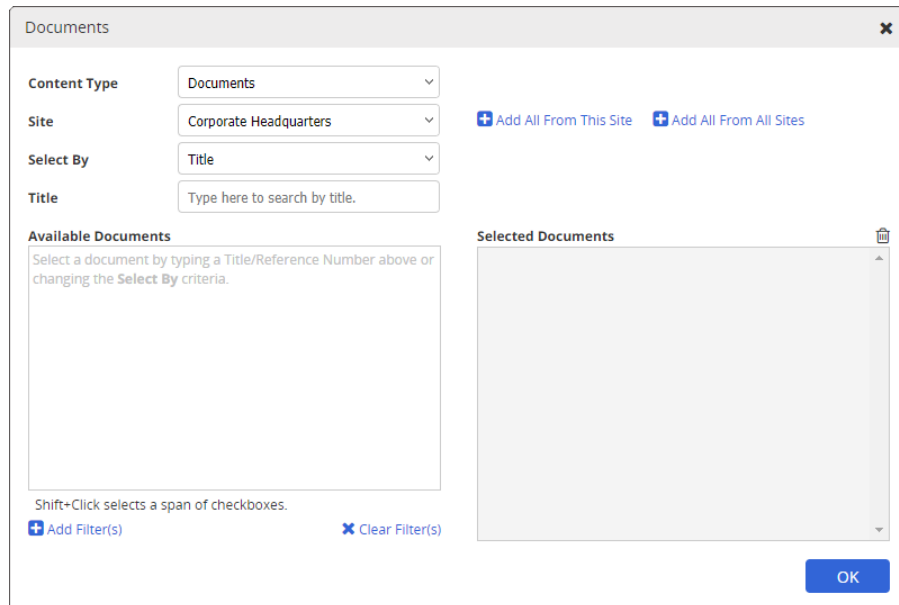 Documents
Content Type Documents
Site Corporate Headquarters Add All From This Site Add All From All Sites
Select By Title
Title Type here to search by title.
Available Documents Selected Documents
Select a document by typing a Title/Reference Number above or
changing the Select By criteria.
Shift+Click selects a span of checkboxes.
Add Filter(s) Clear Filter(s)
OK